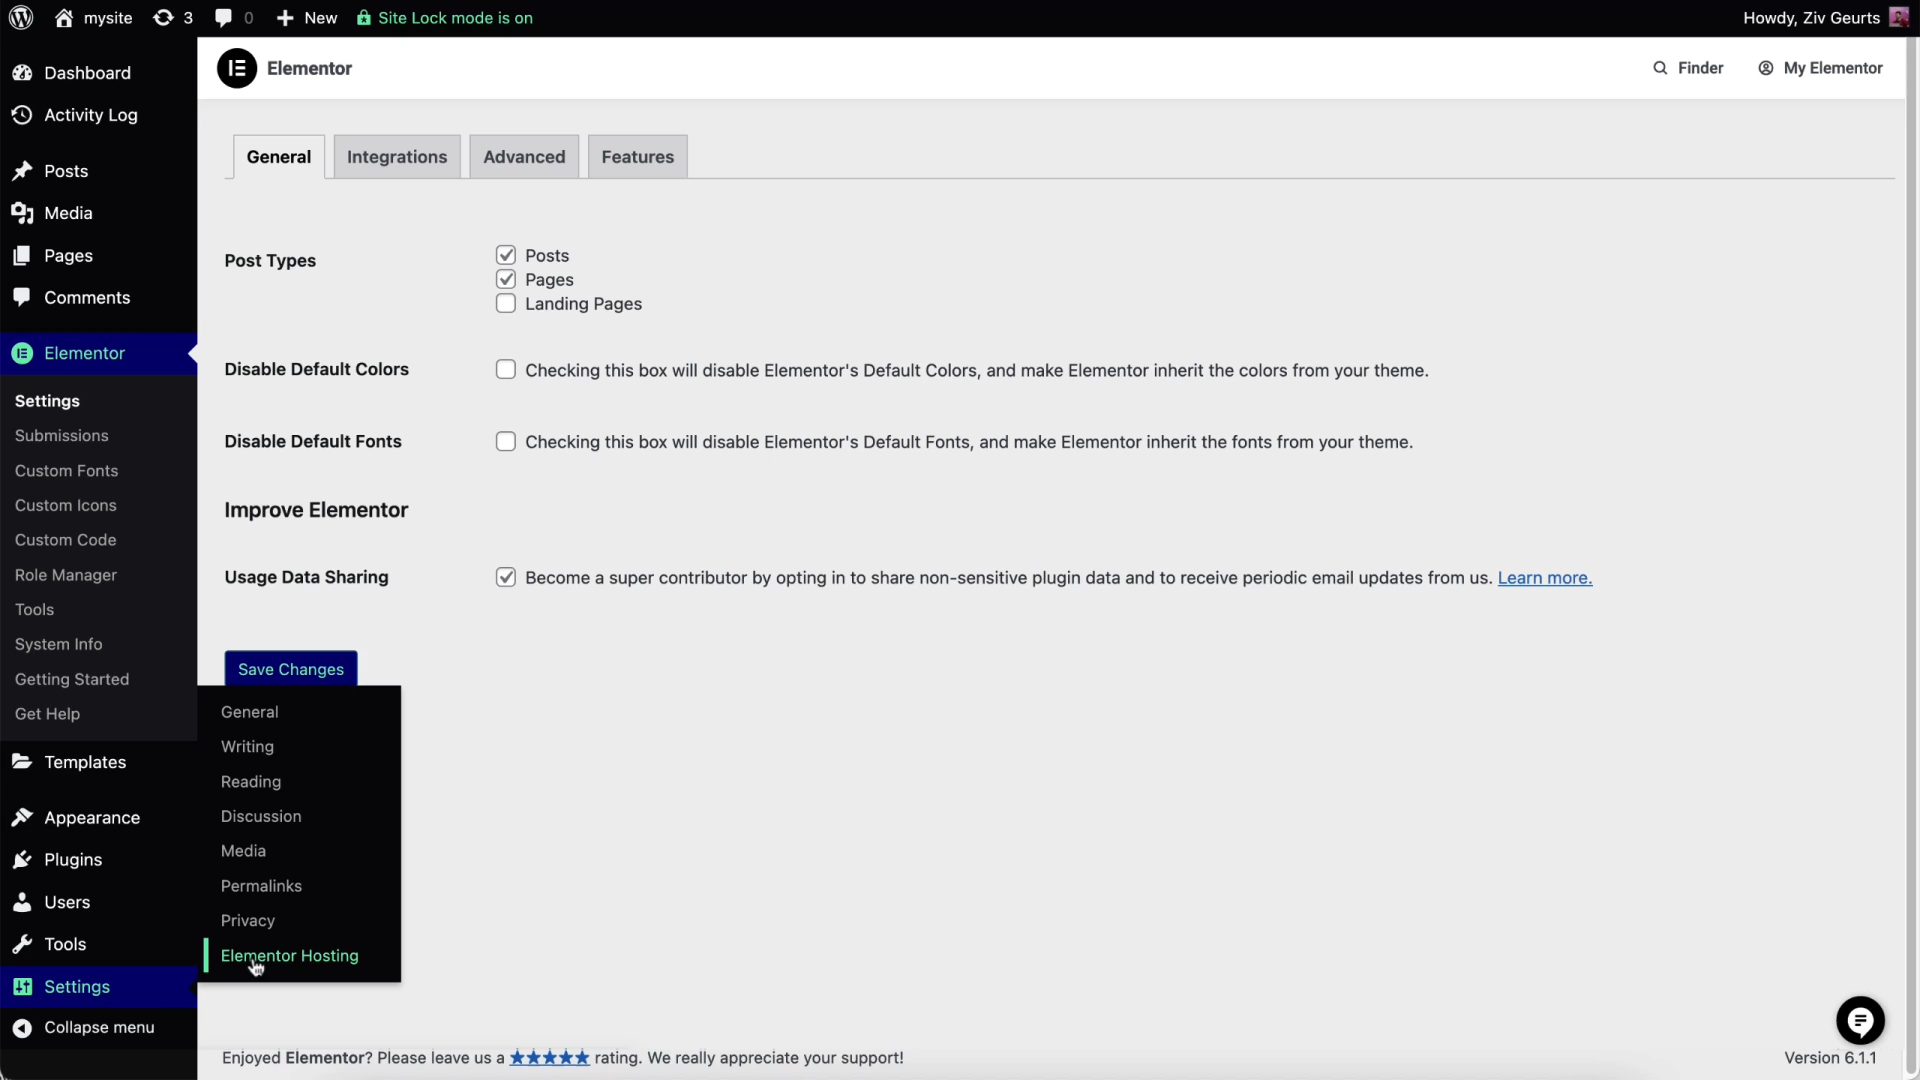 mysite 3 0 New Site Lock mode is on Howdy, Ziv Geurts
Dashboard
Activity Log
Posts
Media
Pages
Comments
Elementor
Settings
Submissions
Custom Fonts
Custom Icons
Custom Code
Role Manager
Tools
System Info
Getting Started
Get Help
Templates
Appearance
Plugins
Users
Tools
Settings
Collapse menu
Elementor Finder My Elementor
General Integrations Advanced Features
Post Types Posts
Pages
Landing Pages
Disable Default Colors Checking this box will disable Elementor's Default Colors, and make Elementor inherit the colors from your theme.
Disable Default Fonts Checking this box will disable Elementor's Default Fonts, and make Elementor inherit the fonts from your theme.
Improve Elementor
Usage Data Sharing Become a super contributor by opting in to share non-sensitive plugin data and to receive periodic email updates from us. Learn more.
Save Changes
General
Writing
Reading
Discussion
Media
Permalinks
Privacy
Elementor Hosting
Enjoyed Elementor? Please leave us a ★★★★★ rating. We really appreciate your support! Version 6.1.1